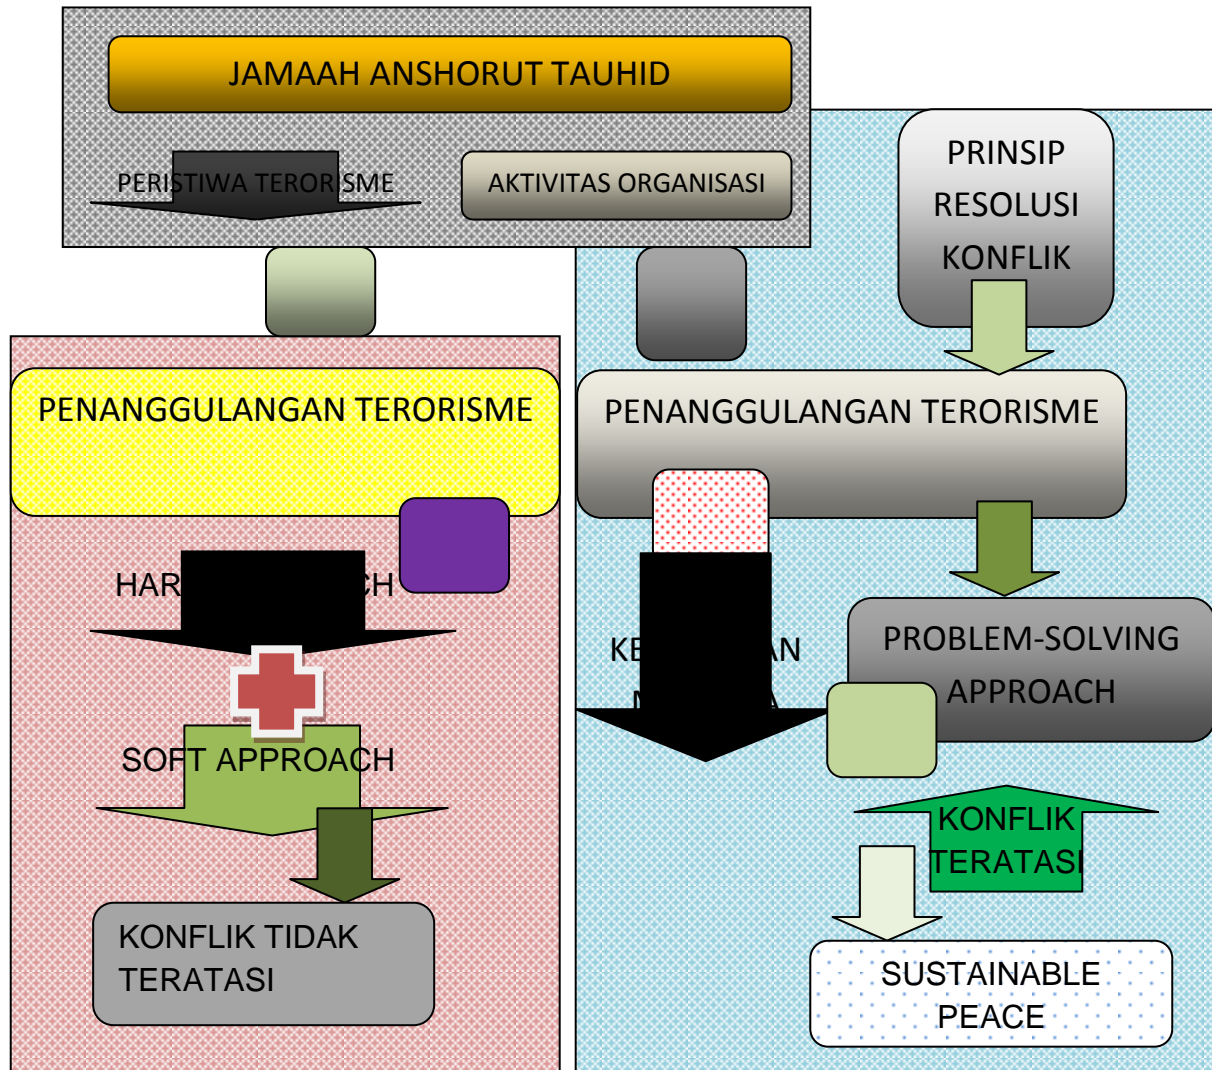 JAMAAH ANSHORUT TAUHID
PERISTIWA TERORISME
AKTIVITAS ORGANISASI
PRINSIP
RESOLUSI
KONFLIK
PENANGGULANGAN TERORISME
SOFT APPROACH
KONFLIK TIDAK
TERATASI
PENANGGULANGAN TERORISME
PROBLEM-SOLVING
APPROACH
KONFLIK
TERATASI
SUSTAINABLE
PEACE